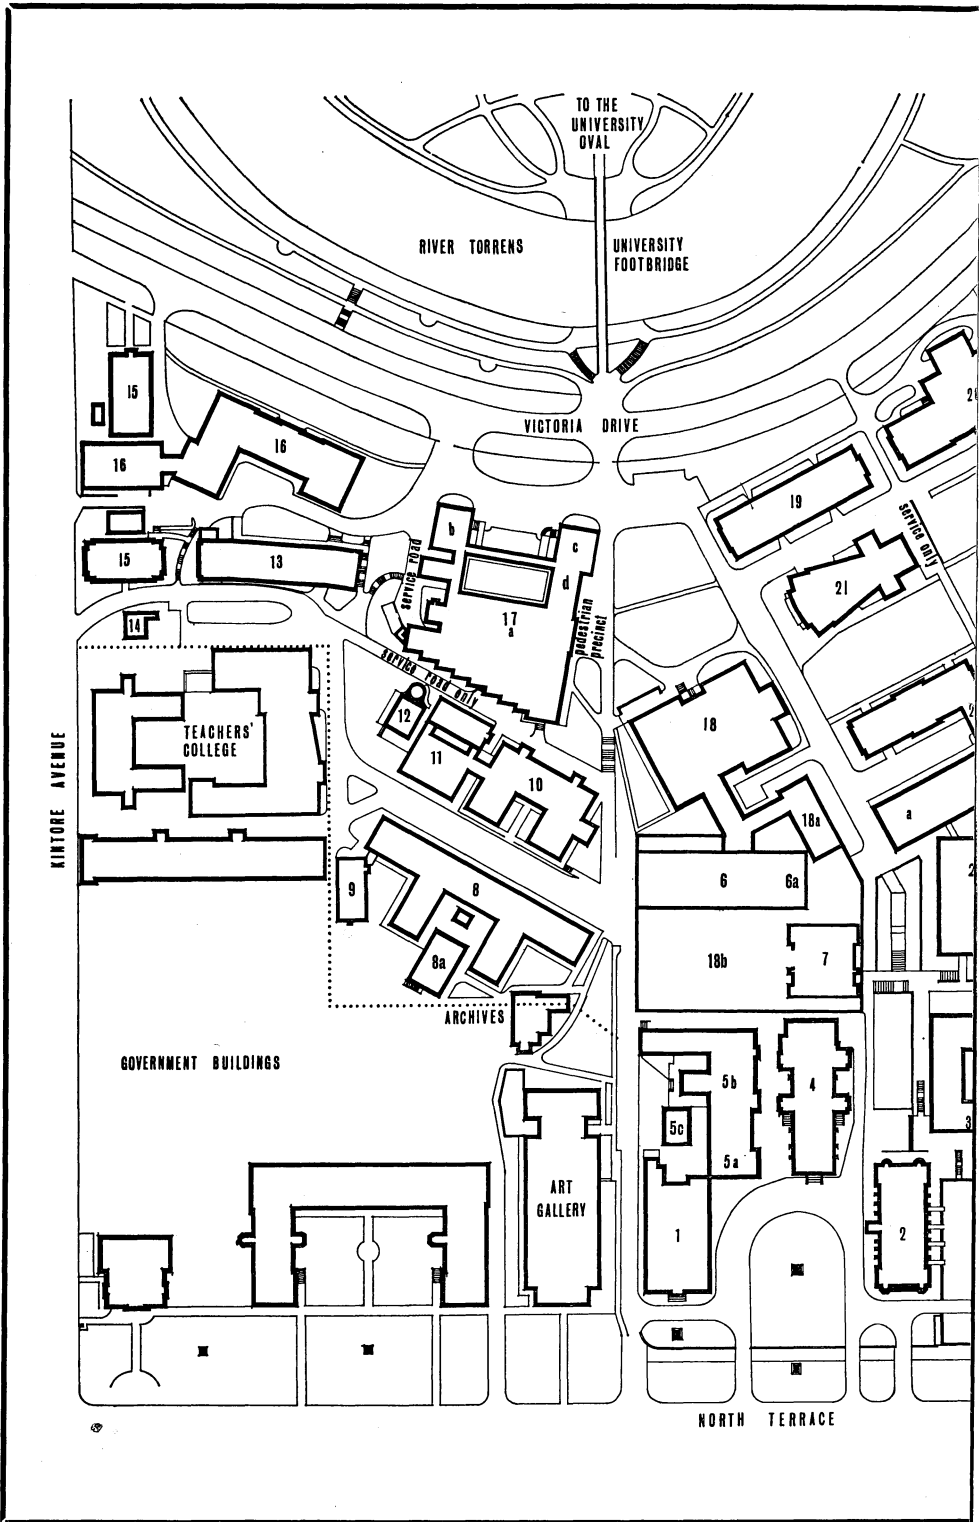 TO THE
UNIVERSITY
OVAL
RIVER TORRENS
UNIVERSITY
FOOTBRIDGE
15
VICTORIA DRIVE
16
16
19
service only
b
c
15
13
service road
d
21
17
a
pedestrian
precinct
14
service road only
12
18
TEACHERS'
COLLEGE
11
10
KINTORE AVENUE
18a
a
9
8
6
6a
8a
18b
7
ARCHIVES
GOVERNMENT BUILDINGS
5b
4
5c
3
5a
ART
GALLERY
1
2
NORTH TERRACE